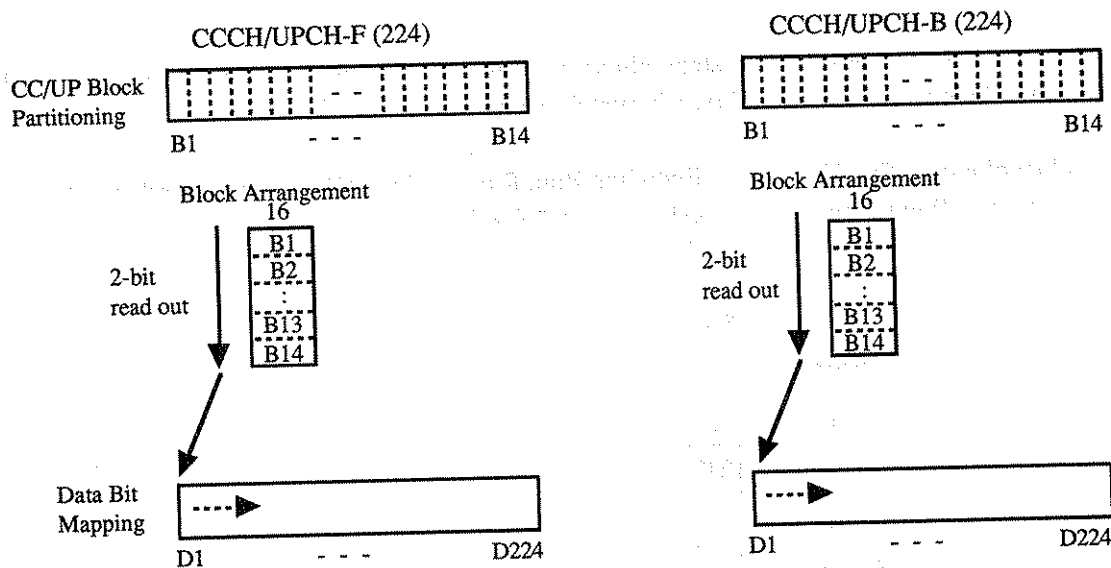 CCCH/UPCH-F (224)
CC/UP Block
Partitioning
B1 - - - B14
Block Arrangement
16
2-bit
read out
B1
B2
:
B13
B14
Data Bit
Mapping
D1 - - - D224
CCCH/UPCH-B (224)
B1 - - - B14
Block Arrangement
16
2-bit
read out
B1
B2
:
B13
B14
D1 - - - D224